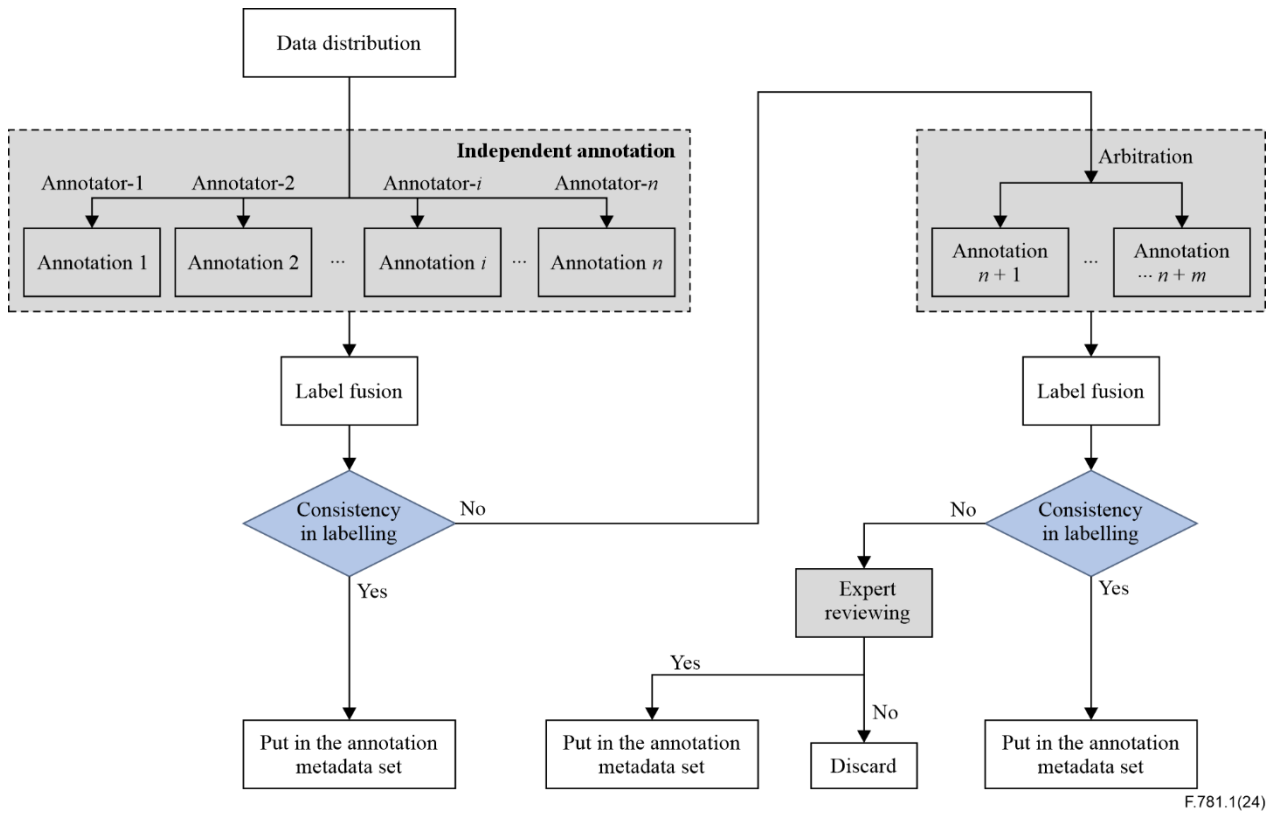 Data distribution
Independent annotation
Annotator-1
Annotator-2
Annotator-i
Annotator-n
Annotation 1
Annotation 2
...
Annotation i
...
Annotation n
Arbitration
Annotation
n + 1
...
Annotation
... n + m
Label fusion
Label fusion
Consistency
in labelling
No
Yes
No
Consistency
in labelling
Yes
Expert
reviewing
Yes
No
Put in the annotation
metadata set
Put in the annotation
metadata set
Discard
Put in the annotation
metadata set
F.781.1(24)